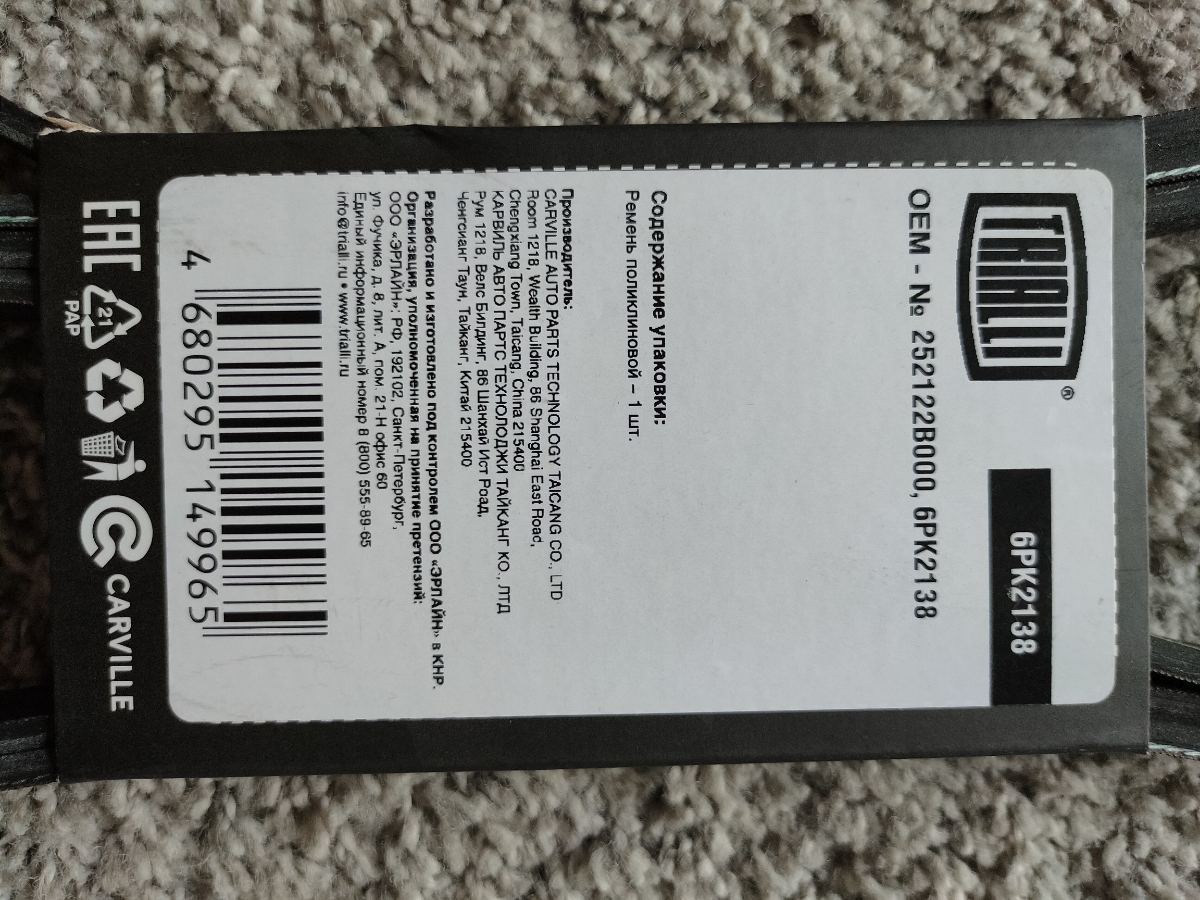 TRIALLI®
6PK2138
OEM - № 252122B000, 6PK2138
Содержание упаковки:
Ремень поликлиновой – 1 шт.
Производитель:
CARVILLE AUTO PARTS TECHNOLOGY TAICANG CO., LTD
Room 1218, Wealth Building, 86 Shanghai East Road,
Chengxiang Town, Taicang, China 215400
КАРВИЛЬ АВТО ПАРТС ТЕХНОЛОДЖИ ТАЙКАНГ КО., ЛТД
Рум 1218, Велс Билдинг, 86 Шанхай Ист Роад,
Ченгсианг Таун, Тайканг, Китай 215400
Разработано и изготовлено под контролем ООО «ЭРЛАЙН» в КНР.
Организация, уполномоченная на принятие претензий:
ООО «ЭРЛАЙН»; РФ, 192102, Санкт-Петербург,
ул. Фучика, д. 8, лит. А, пом. 21-Н офис 60
Единый информационный номер 8 (800) 555-89-65
info@trialli.ru • www.trialli.ru
4 680295 149965
EAC
21
PAP
CARVILLE